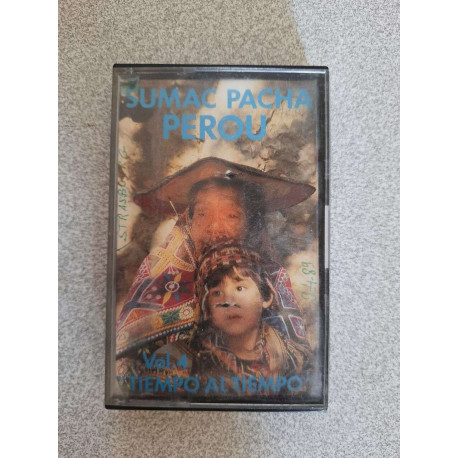 SUMAC PACHA
PEROU
Vol. 4
"TIEMPO AL TIEMPO"